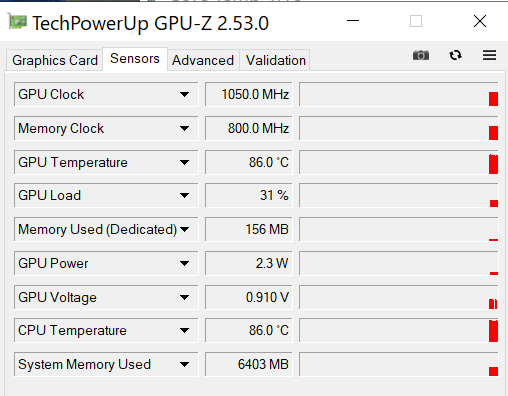 TechPowerUp GPU-Z 2.53.0
Graphics Card Sensors Advanced Validation
GPU Clock 1050.0 MHz
Memory Clock 800.0 MHz
GPU Temperature 86.0 °C
GPU Load 31 %
Memory Used (Dedicated) 156 MB
GPU Power 2.3 W
GPU Voltage 0.910 V
CPU Temperature 86.0 °C
System Memory Used 6403 MB